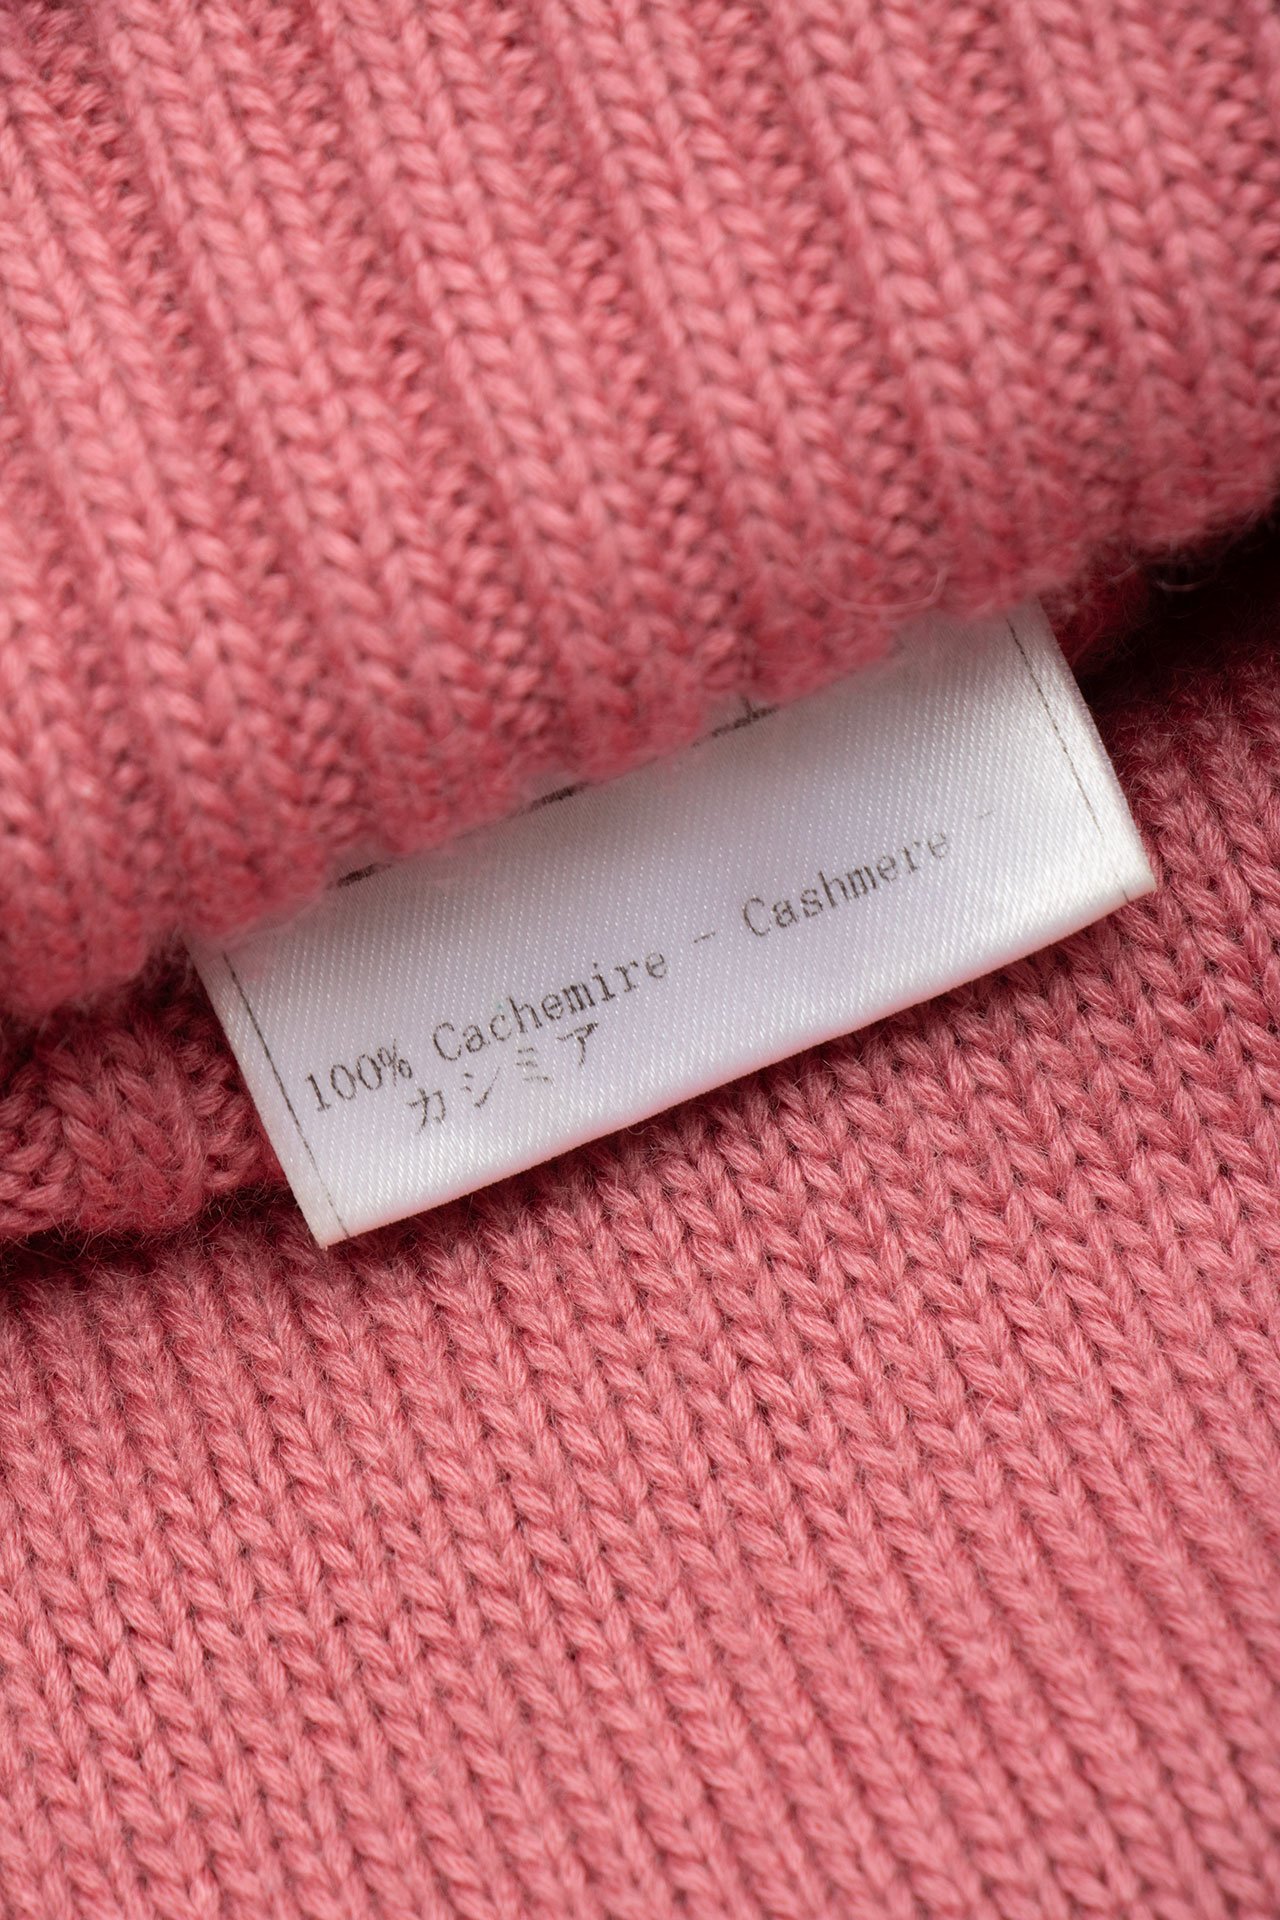 100% Cachemire - Cashmere -
カシミア